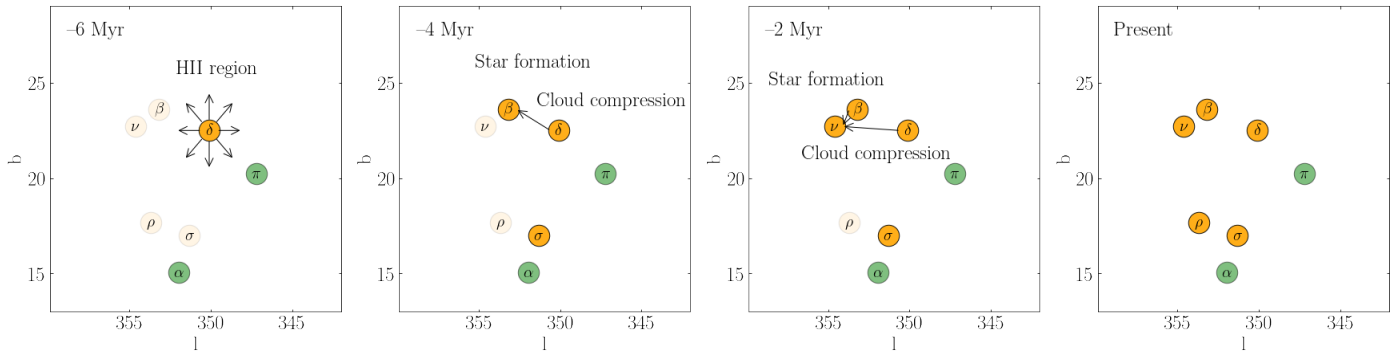 –6 Myr
HII region
β
ν
δ
π
ρ
σ
α
25
20
15
b
355
350
345
l
–4 Myr
Star formation
Cloud compression
β
ν
δ
π
ρ
σ
α
25
20
15
b
355
350
345
l
–2 Myr
Star formation
β
ν
δ
Cloud compression
π
ρ
σ
α
25
20
15
b
355
350
345
l
Present
β
ν
δ
π
ρ
σ
α
25
20
15
b
355
350
345
l